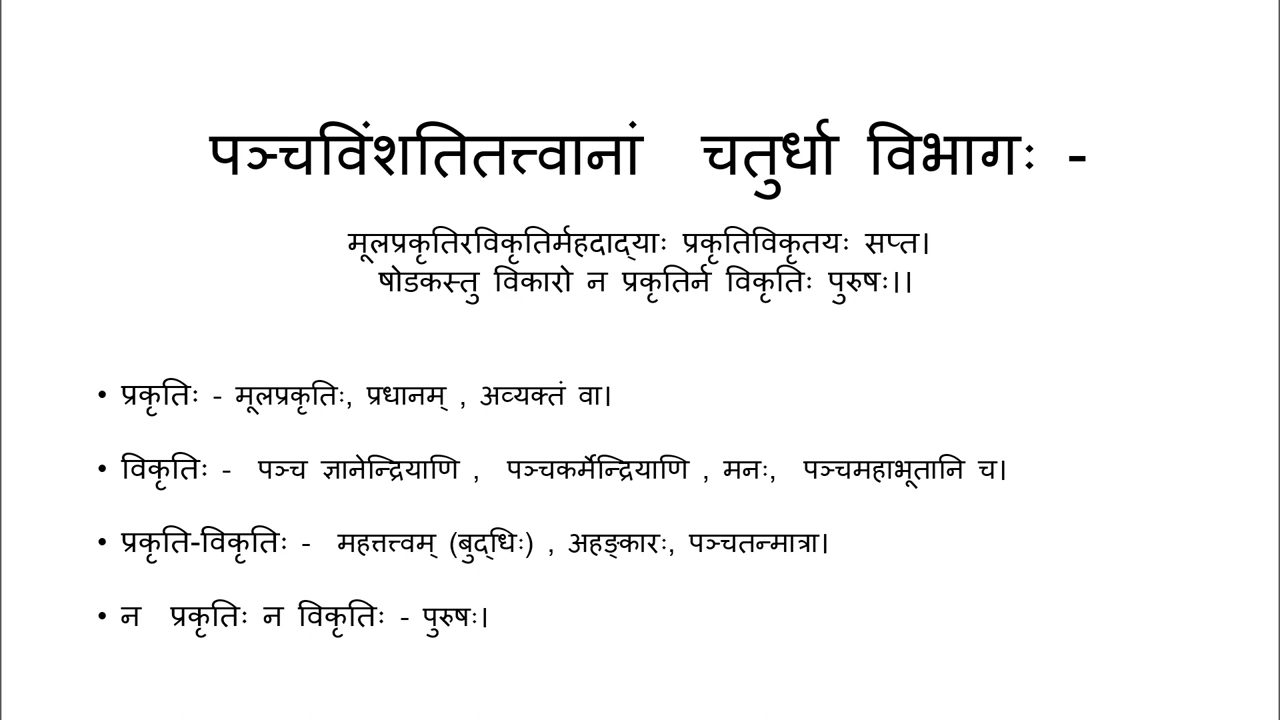 पञ्चविंशतितत्त्वानां चतुर्धा विभागः -
मूलप्रकृतिरविकृतिर्महदाद्याः प्रकृतिविकृतयः सप्त।
षोडकस्तु विकारो न प्रकृतिर्न विकृतिः पुरुषः।।
• प्रकृतिः - मूलप्रकृतिः, प्रधानम् , अव्यक्तं वा।
• विकृतिः - पञ्च ज्ञानेन्द्रियाणि , पञ्चकर्मेन्द्रियाणि , मनः, पञ्चमहाभूतानि च।
• प्रकृति-विकृतिः - महत्तत्त्वम् (बुद्धिः) , अहङ्कारः, पञ्चतन्मात्रा।
• न प्रकृतिः न विकृतिः - पुरुषः।